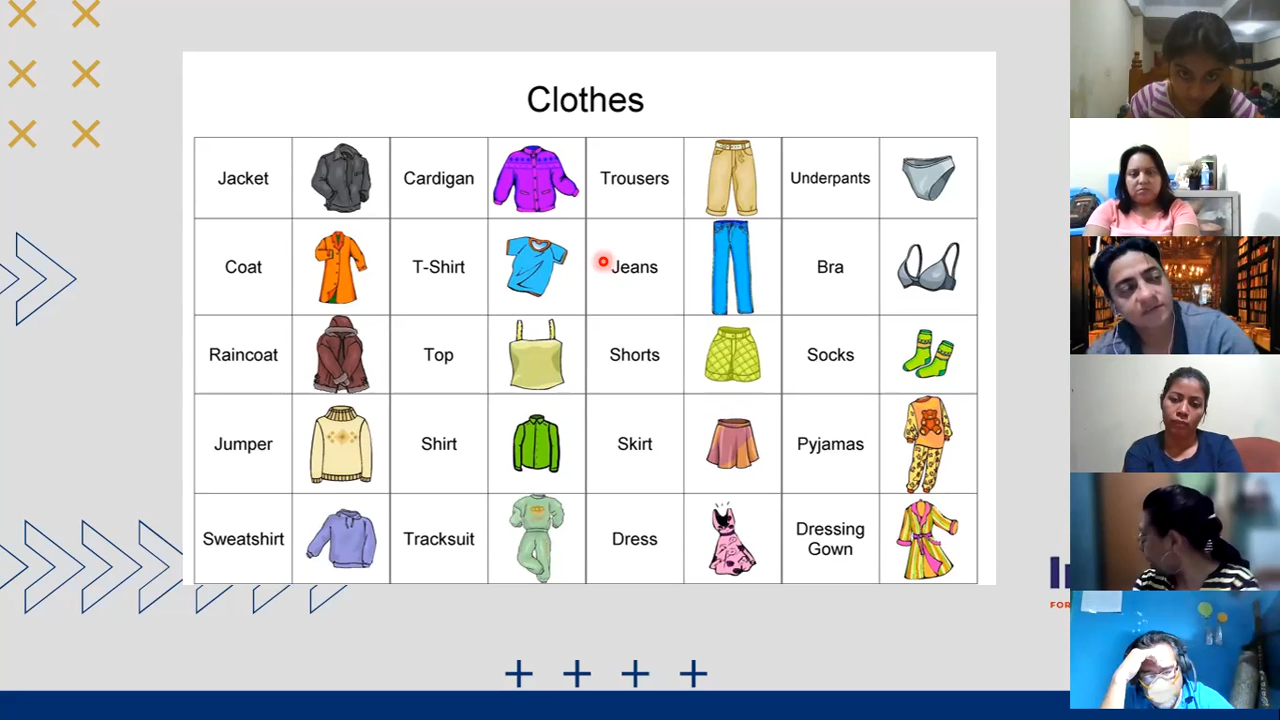 Clothes
Jacket Cardigan Trousers Underpants
Coat T-Shirt Jeans Bra
Raincoat Top Shorts Socks
Jumper Shirt Skirt Pyjamas
Sweatshirt Tracksuit Dress Dressing
Gown
FOR